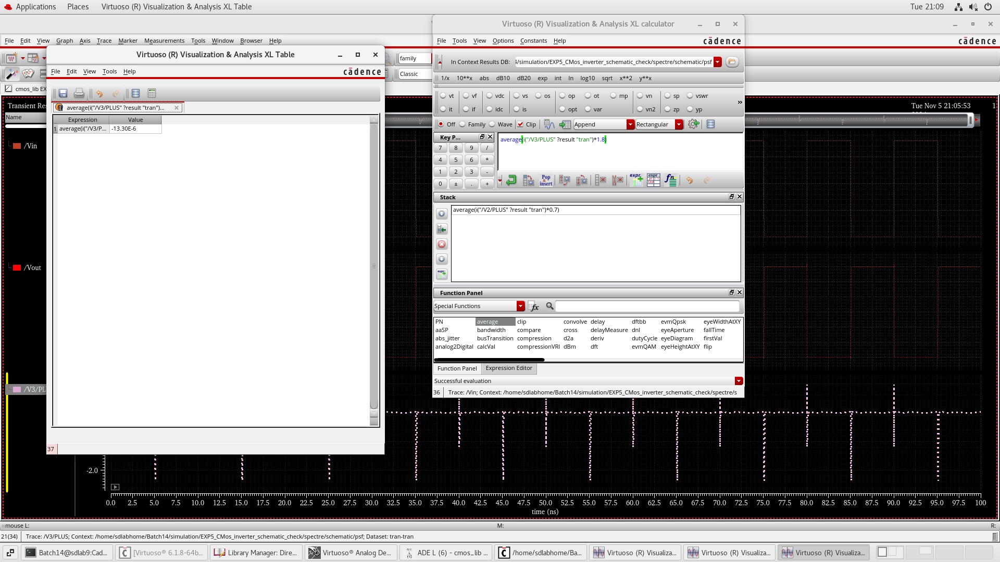 Applications Places Virtuoso (R) Visualization & Analysis XL Table Tue 21:09
Virtuoso (R) Visualization & Analysis XL calculator
File Edit View Graph Axis Trace Marker Measurements Tools Window Browser Help
File Tools View Options Constants Help cādence
cādence
Virtuoso (R) Visualization & Analysis XL Table
family
Classic
File Edit View Tools Help cādence
cmos_lib EX
average(i("/V3/PLUS" ?result "tran")...
Expression Value
1 average(i("/V3/P... -13.30E-6
37
In Context Results DB: /simulation/EXP5_CMos_inverter_schematic_check/spectre/schematic/psf
1/x 10**x abs dB10 dB20 exp int ln log10 sqrt x**2 y**x
vt vf vdc vs os op ot mp vn sp vswr
it if idc is opt var vn2 zp yp »
Off Family Wave Clip Append Rectangular
Key P...
7 8 9 /
4 5 6 *
1 2 3 -
0 ± . +
average(i("/V3/PLUS" ?result "tran")*1.8)
Pop insert
expr
expr
fn
Stack
average(i("/V2/PLUS" ?result "tran")*0.7)
expr
Function Panel
Special Functions fx
PN average clip convolve delay dftbb evmQpsk eyeWidthAtXY
aaSP bandwidth compare cross delayMeasure dnl eyeAperture fallTime
abs_jitter busTransition compression d2a deriv dutyCycle eyeDiagram firstVal
analog2Digital calcVal compressionVRI dBm dft evmQAM eyeHeightAtXY flip
Function Panel Expression Editor
Successful evaluation
36 Trace: /Vin; Context: /home/sdlabhome/Batch14/simulation/EXP5_CMos_inverter_schematic_check/spectre/s
Transient Res
Tue Nov 5 21:05:53 1
Name
/Vin
/Vout
/V3/PL
-2.0
0.0 2.5 5.0 7.5 10.0 12.5 15.0 17.5 20.0 22.5 25.0 27.5 30.0 32.5 35.0 37.5 40.0 42.5 45.0 47.5 50.0 52.5 55.0 57.5 60.0 62.5 65.0 67.5 70.0 72.5 75.0 77.5 80.0 82.5 85.0 87.5 90.0 92.5 95.0 97.5 100
time (ns)
mouse L: M: R:
21(34) Trace: /V3/PLUS; Context: /home/sdlabhome/Batch14/simulation/EXP5_CMos_inverter_schematic_check/spectre/schematic/psf; Dataset: tran-tran
Batch14@sdlab9:Cad... [Virtuoso® 6.1.8-64b... Library Manager: Dire... Virtuoso® Analog De... ADE L (6) - cmos_lib ... /home/sdlabhome/Ba... Virtuoso (R) Visualiza... Virtuoso (R) Visualiza... Virtuoso (R) Visualiza...